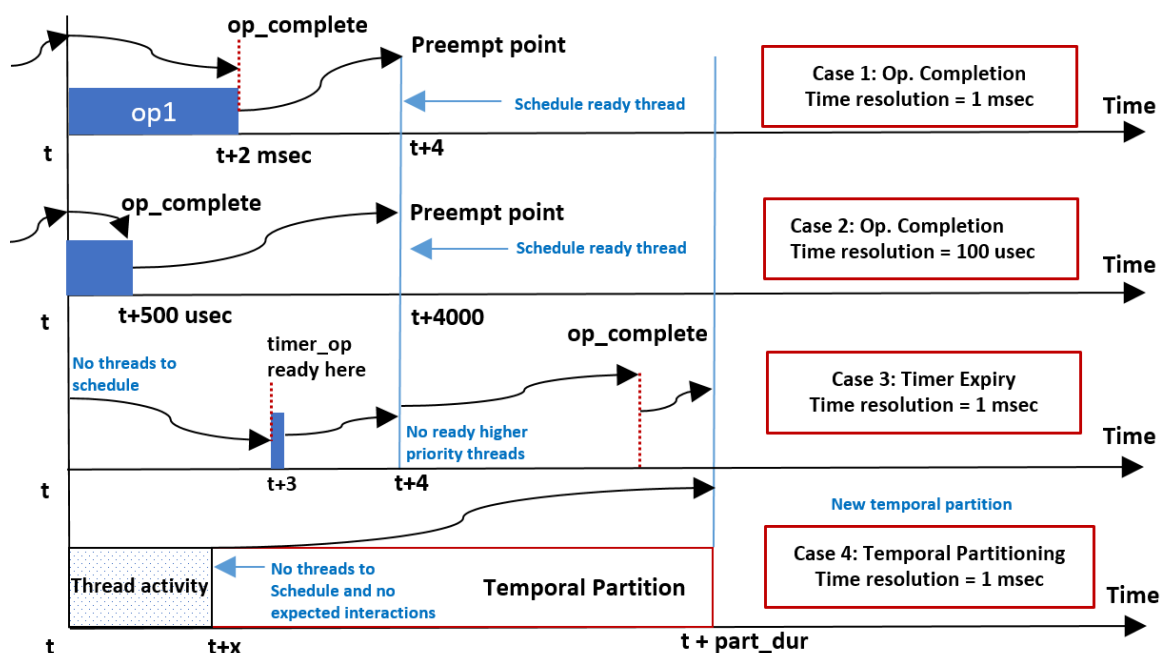 op_complete
Preempt point
op1
Schedule ready thread
Case 1: Op. Completion
Time resolution = 1 msec
Time
t
t+2 msec
t+4
op_complete
Preempt point
Schedule ready thread
Case 2: Op. Completion
Time resolution = 100 usec
Time
t
t+500 usec
t+4000
No threads to
schedule
timer_op
ready here
op_complete
No ready higher
priority threads
Case 3: Timer Expiry
Time resolution = 1 msec
Time
t
t+3
t+4
New temporal partition
Thread activity
No threads to
Schedule and no
expected interactions
Temporal Partition
Case 4: Temporal Partitioning
Time resolution = 1 msec
Time
t
t+x
t + part_dur